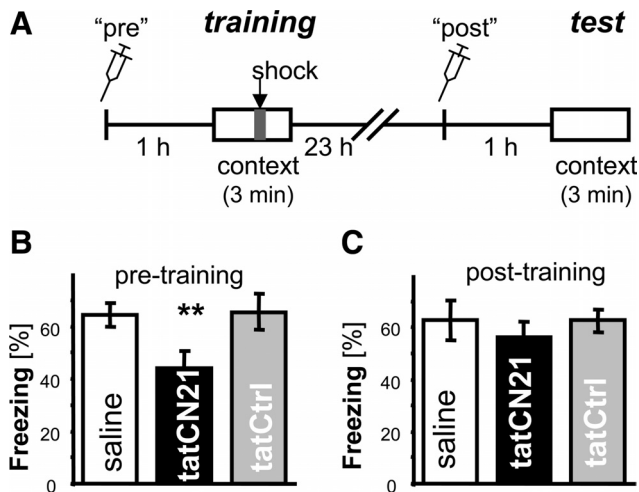 A
"pre"
training
"post"
test
shock
1 h
context
(3 min)
23 h
1 h
context
(3 min)
B
pre-training
Freezing [%]
60
40
20
0
**
saline
tatCN21
tatCtrl
C
post-training
Freezing [%]
60
40
20
0
saline
tatCN21
tatCtrl